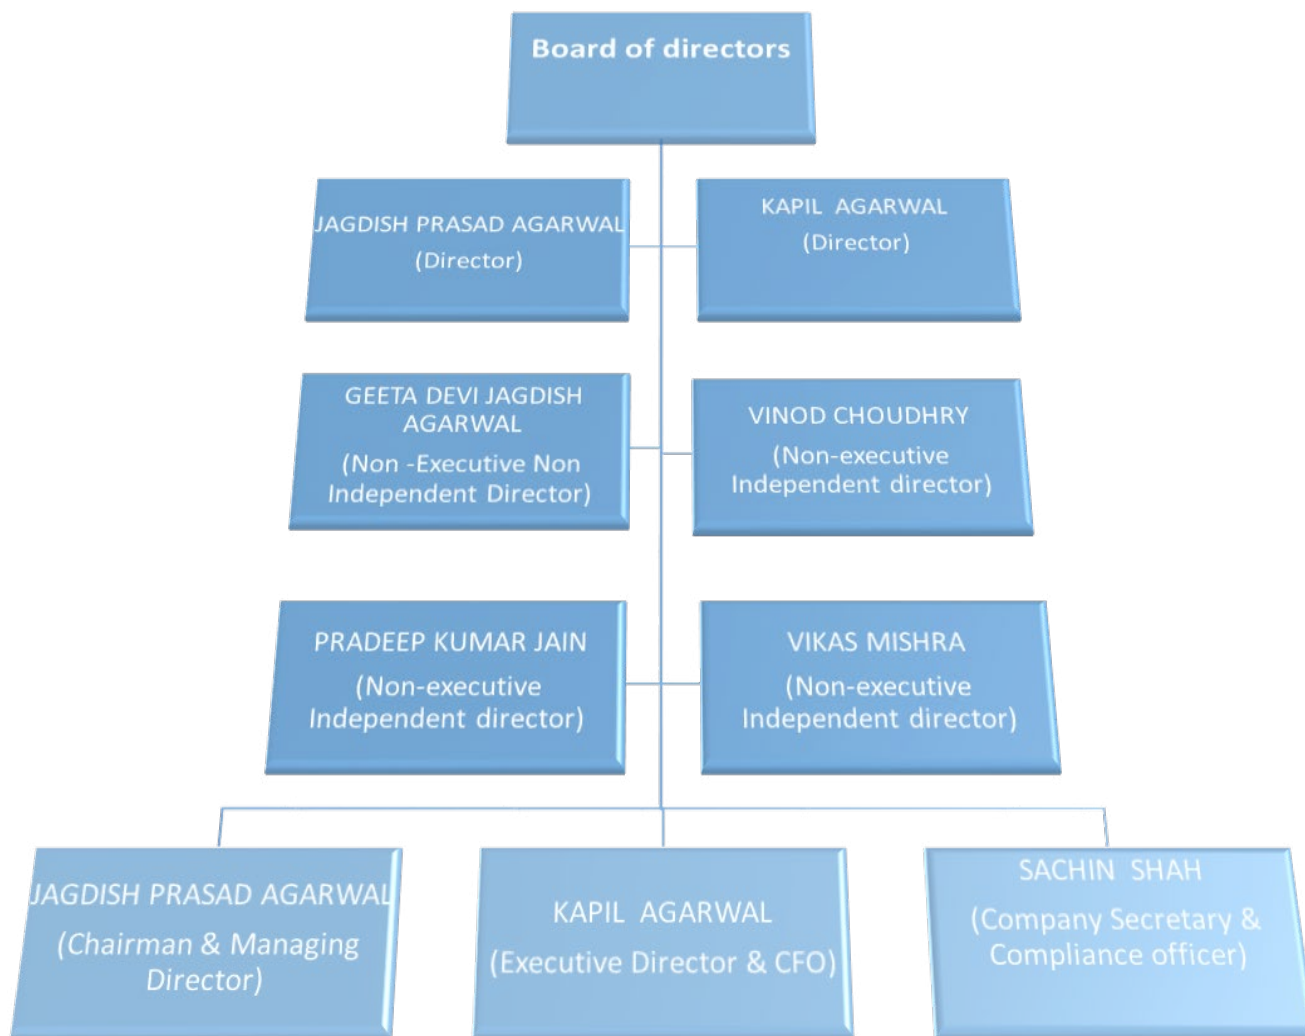 Board of directors
JAGDISH PRASAD AGARWAL
(Director)
KAPIL AGARWAL
(Director)
GEETA DEVI JAGDISH
AGARWAL
(Non -Executive Non
Independent Director)
VINOD CHOUDHRY
(Non-executive
Independent director)
PRADEEP KUMAR JAIN
(Non-executive
Independent director)
VIKAS MISHRA
(Non-executive
Independent director)
JAGDISH PRASAD AGARWAL
(Chairman & Managing
Director)
KAPIL AGARWAL
(Executive Director & CFO)
SACHIN SHAH
(Company Secretary &
Compliance officer)